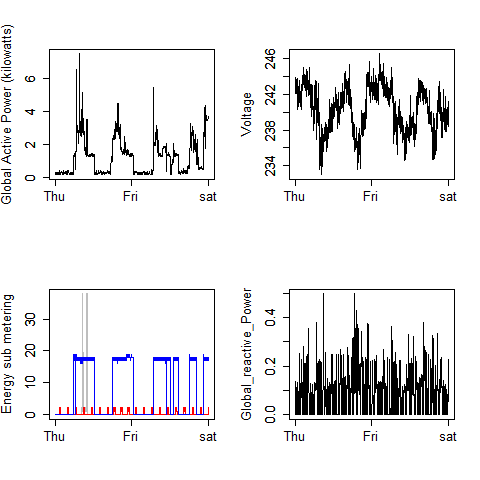 Global Active Power (kilowatts)
0 2 4 6
Thu Fri sat
Voltage
234 238 242 246
Thu Fri sat
Energy sub metering
0 10 20 30
Thu Fri sat
Global_reactive_Power
0.0 0.2 0.4
Thu Fri sat